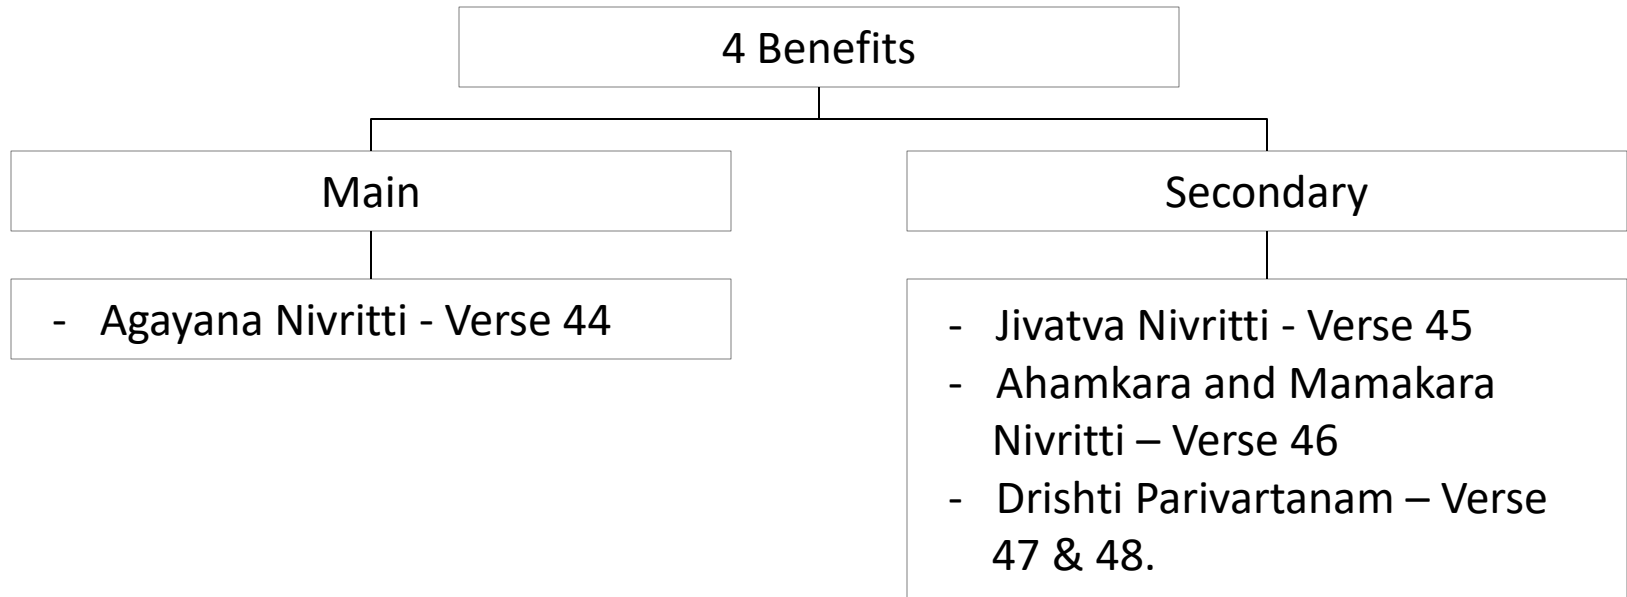 4 Benefits
Main
Secondary
- Agayana Nivritti - Verse 44
- Jivatva Nivritti - Verse 45
- Ahamkara and Mamakara
Nivritti – Verse 46
- Drishti Parivartanam – Verse
47 & 48.